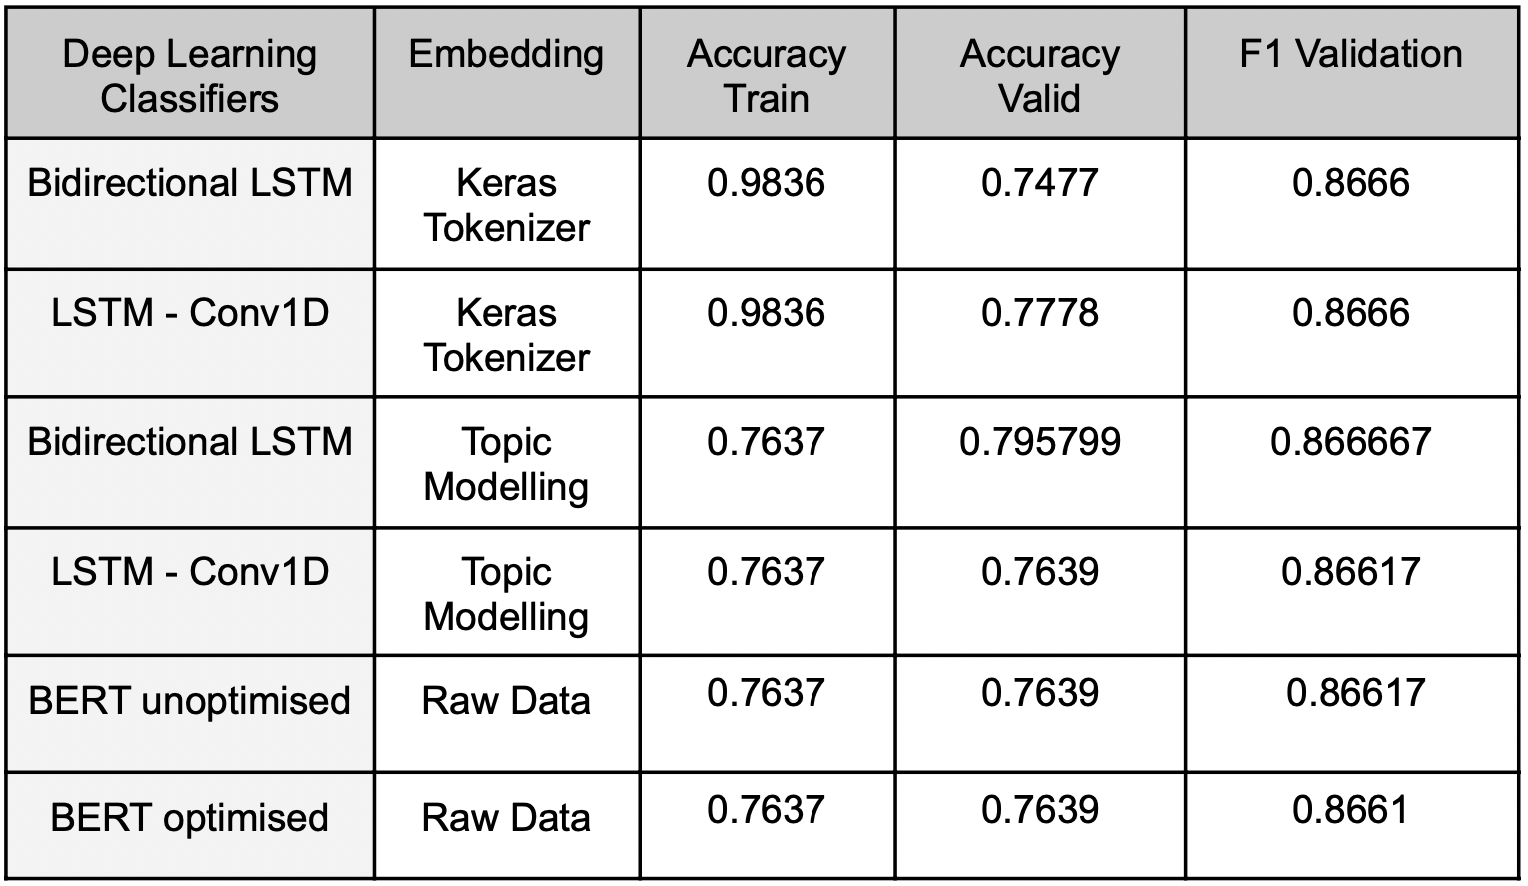 Deep Learning
Classifiers
Embedding
Accuracy
Train
Accuracy
Valid
F1 Validation
Bidirectional LSTM
Keras
Tokenizer
0.9836
0.7477
0.8666
LSTM - Conv1D
Keras
Tokenizer
0.9836
0.7778
0.8666
Bidirectional LSTM
Topic
Modelling
0.7637
0.795799
0.866667
LSTM - Conv1D
Topic
Modelling
0.7637
0.7639
0.86617
BERT unoptimised
Raw Data
0.7637
0.7639
0.86617
BERT optimised
Raw Data
0.7637
0.7639
0.8661